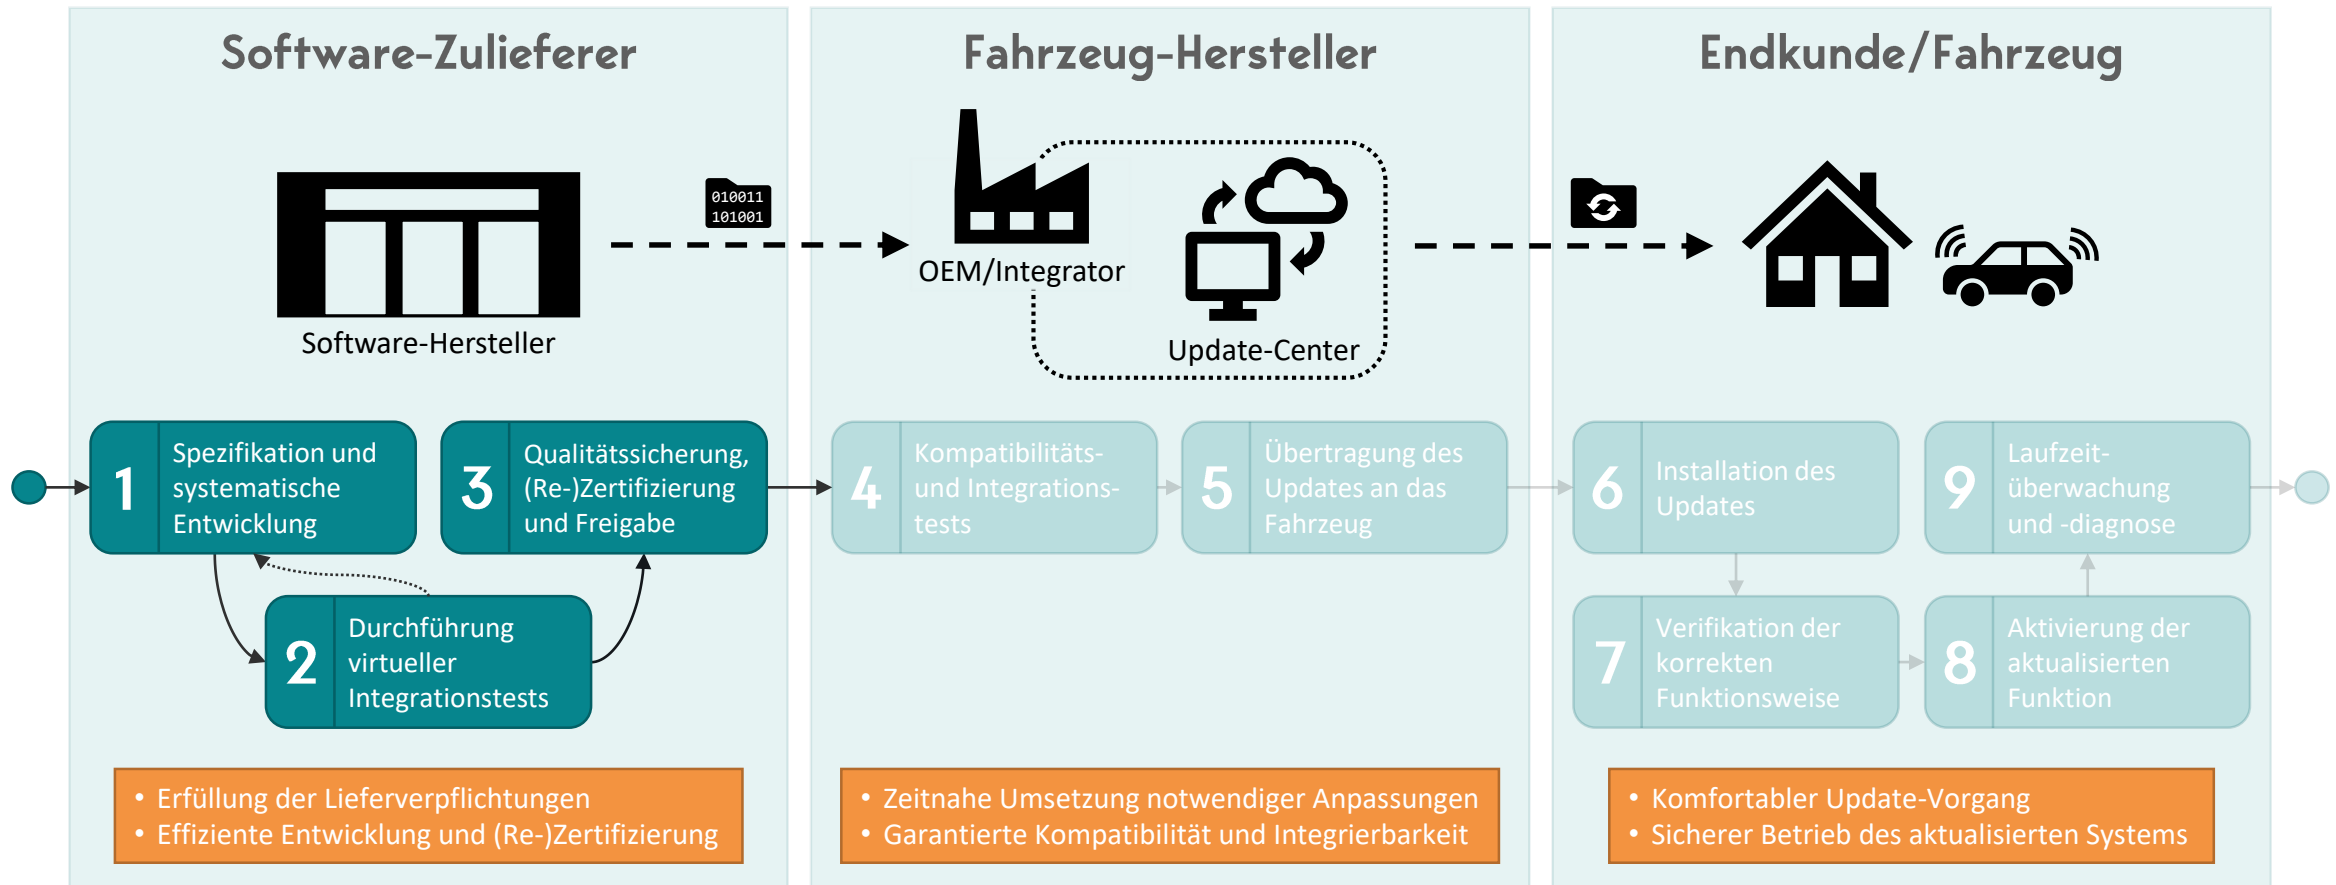 Software-Zulieferer
Fahrzeug-Hersteller
Endkunde/Fahrzeug
010011
101001
Software-Hersteller
OEM/Integrator
Update-Center
1
Spezifikation und
systematische
Entwicklung
2
Durchführung
virtueller
Integrationstests
3
Qualitätssicherung,
(Re-)Zertifizierung
und Freigabe
4
Kompatibilitäts-
und Integrations-
tests
5
Übertragung des
Updates an das
Fahrzeug
6
Installation des
Updates
7
Verifikation der
korrekten
Funktionsweise
8
Aktivierung der
aktualisierten
Funktion
9
Laufzeit-
überwachung
und -diagnose
• Erfüllung der Lieferverpflichtungen
• Effiziente Entwicklung und (Re-)Zertifizierung
• Zeitnahe Umsetzung notwendiger Anpassungen
• Garantierte Kompatibilität und Integrierbarkeit
• Komfortabler Update-Vorgang
• Sicherer Betrieb des aktualisierten Systems